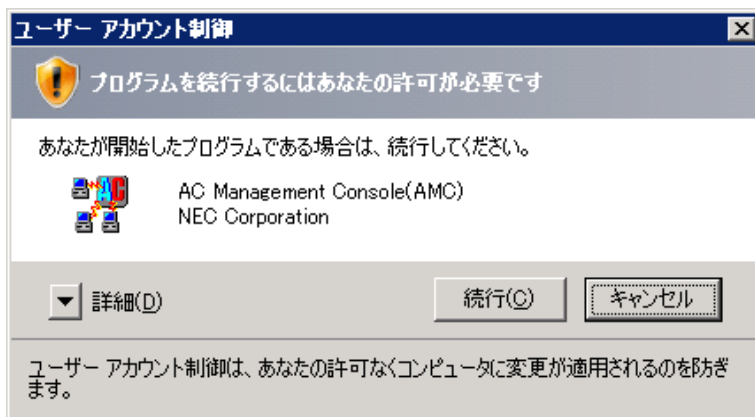 ユーザー アカウント制御
プログラムを続行するにはあなたの許可が必要です
あなたが開始したプログラムである場合は、続行してください。
AC
AC Management Console(AMC)
NEC Corporation
詳細(D)
続行(C)
キャンセル
ユーザー アカウント制御は、あなたの許可なくコンピュータに変更が適用されるのを防ぎ
ます。